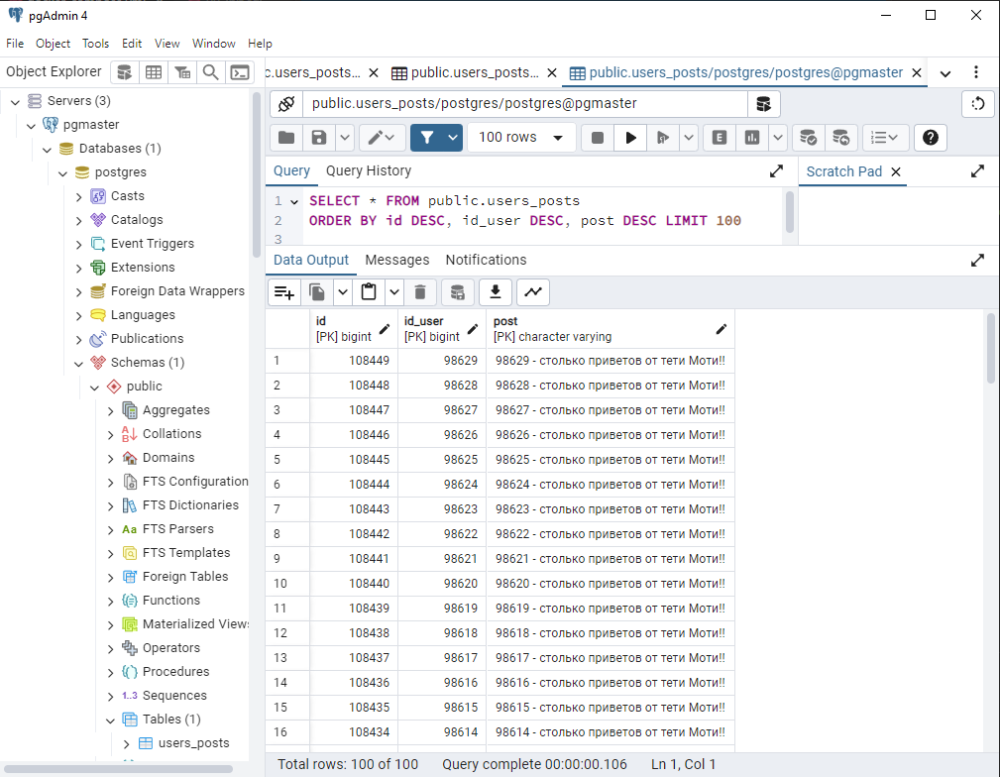 pgAdmin 4
File Object Tools Edit View Window Help
Object Explorer
c.users_posts...
public.users_posts...
public.users_posts/postgres/postgres@pgmaster
Servers (3)
pgmaster
Databases (1)
postgres
Casts
Catalogs
Event Triggers
Extensions
Foreign Data Wrappers
Languages
Publications
Schemas (1)
public
Aggregates
Collations
Domains
FTS Configuration
FTS Dictionaries
Aa FTS Parsers
FTS Templates
Foreign Tables
Functions
Materialized Views
Operators
Procedures
1..3 Sequences
Tables (1)
users_posts
public.users_posts/postgres/postgres@pgmaster
100 rows
E
Query Query History
Scratch Pad
1 SELECT * FROM public.users_posts
2 ORDER BY id DESC, id_user DESC, post DESC LIMIT 100
3
Data Output Messages Notifications
id id_user post
[PK] bigint [PK] bigint [PK] character varying
1 108449 98629 98629 - столько приветов от тети Моти!!
2 108448 98628 98628 - столько приветов от тети Моти!!
3 108447 98627 98627 - столько приветов от тети Моти!!
4 108446 98626 98626 - столько приветов от тети Моти!!
5 108445 98625 98625 - столько приветов от тети Моти!!
6 108444 98624 98624 - столько приветов от тети Моти!!
7 108443 98623 98623 - столько приветов от тети Моти!!
8 108442 98622 98622 - столько приветов от тети Моти!!
9 108441 98621 98621 - столько приветов от тети Моти!!
10 108440 98620 98620 - столько приветов от тети Моти!!
11 108439 98619 98619 - столько приветов от тети Моти!!
12 108438 98618 98618 - столько приветов от тети Моти!!
13 108437 98617 98617 - столько приветов от тети Моти!!
14 108436 98616 98616 - столько приветов от тети Моти!!
15 108435 98615 98615 - столько приветов от тети Моти!!
16 108434 98614 98614 - столько приветов от тети Моти!!
Total rows: 100 of 100 Query complete 00:00:00.106 Ln 1, Col 1